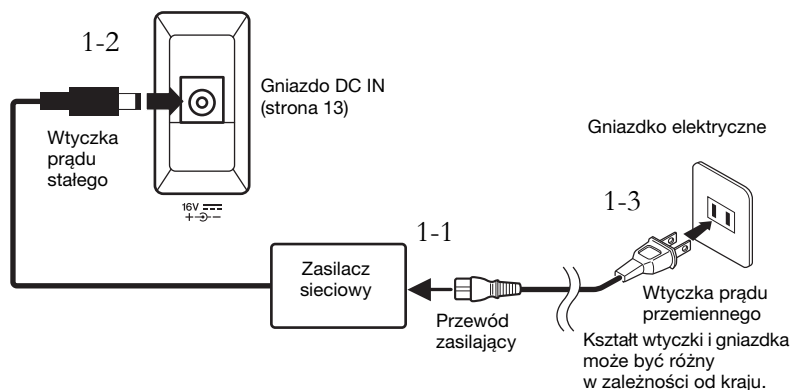 1-2
Gniazdo DC IN
(strona 13)
Wtyczka
prądu
stałego
16V
Gniazdko elektryczne
1-3
1-1
Zasilacz
sieciowy
Przewód
zasilający
Wtyczka prądu
przemiennego
Kształt wtyczki i gniazdka
może być różny
w zależności od kraju.